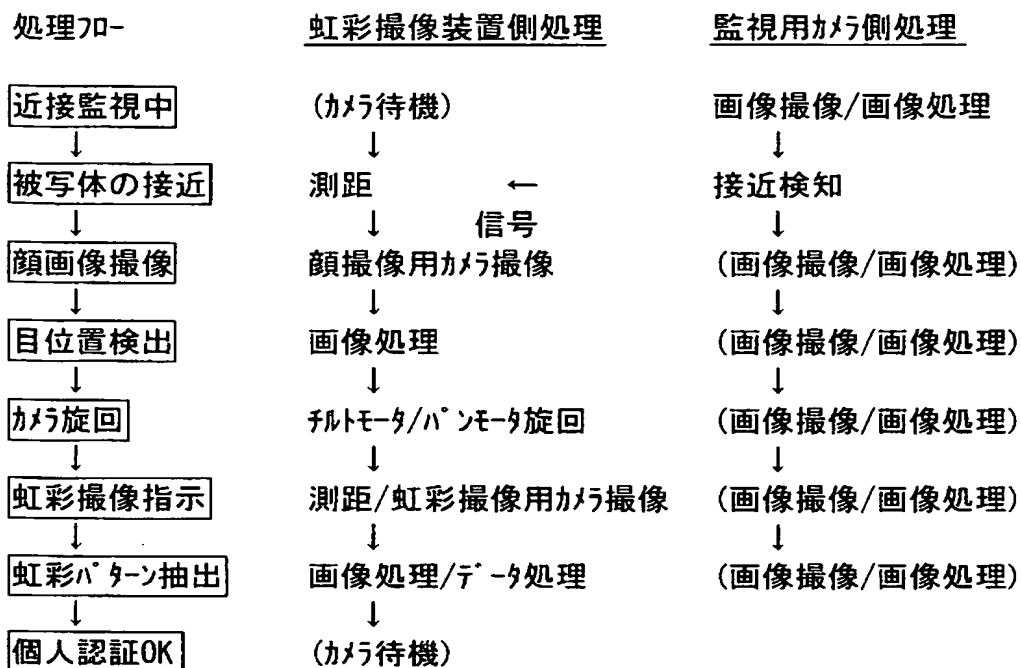 処理フロー 虹彩撮像装置側処理 監視用カメラ側処理
近接監視中 (カメラ待機) 画像撮像/画像処理
↓ ↓ ↓
被写体の接近 測距 ← 接近検知
↓ ↓ 信号 ↓
顔画像撮像 顔撮像用カメラ撮像 (画像撮像/画像処理)
↓ ↓ ↓
目位置検出 画像処理 (画像撮像/画像処理)
↓ ↓ ↓
カメラ旋回 チルトモータ/パンモータ旋回 (画像撮像/画像処理)
↓ ↓ ↓
虹彩撮像指示 測距/虹彩撮像用カメラ撮像 (画像撮像/画像処理)
↓ ↓ ↓
虹彩パターン抽出 画像処理/データ処理 (画像撮像/画像処理)
↓ ↓
個人認証OK (カメラ待機)